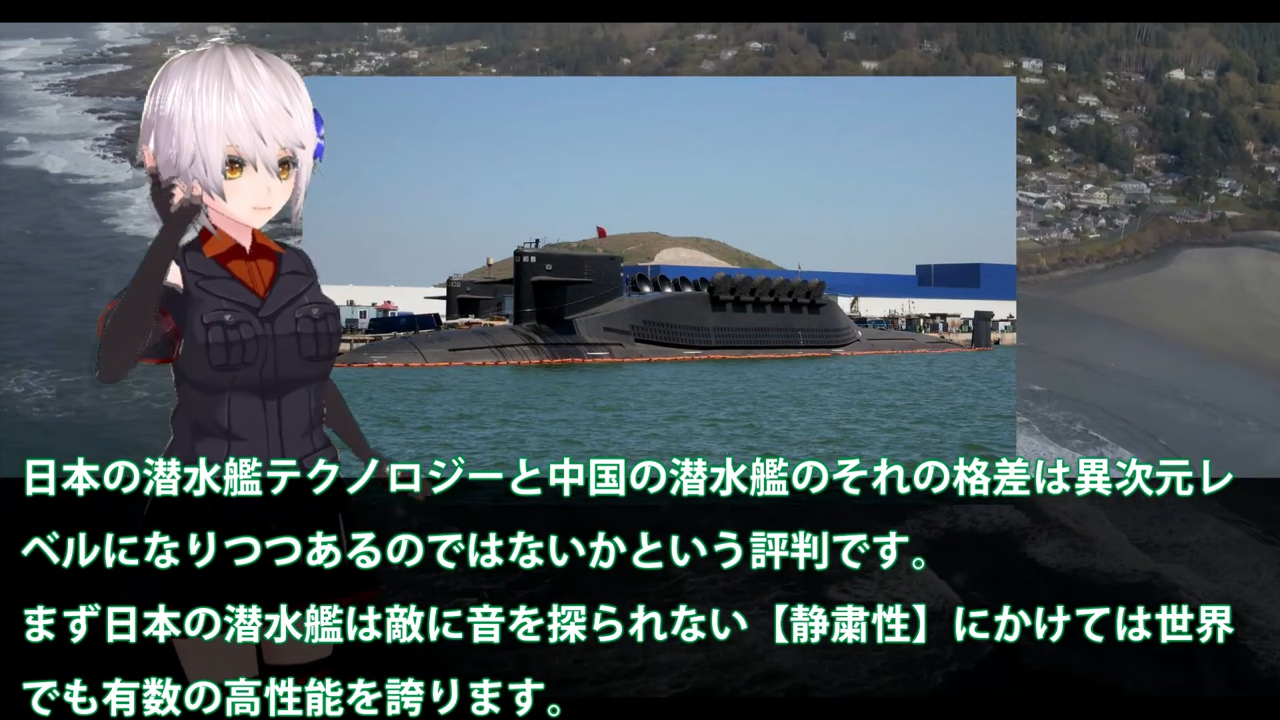 日本の潜水艦テクノロジーと中国の潜水艦のそれの格差は異次元レ
ベルになりつつあるのではないかという評判です。
まず日本の潜水艦は敵に音を探られない【静粛性】にかけては世界
でも有数の高性能を誇ります。